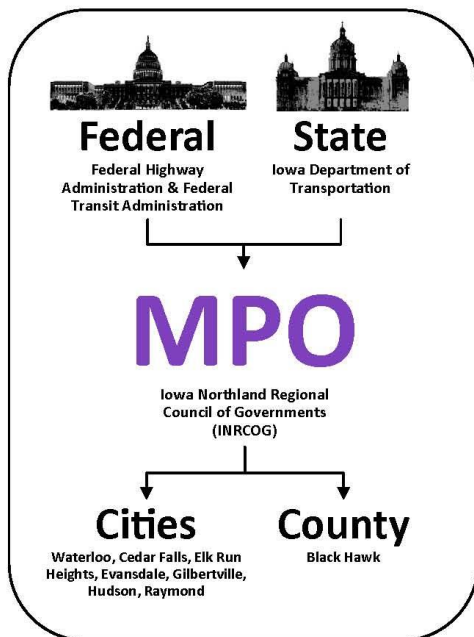 Federal
Federal Highway
Administration & Federal
Transit Administration
State
Iowa Department of
Transportation
MPO
Iowa Northland Regional
Council of Governments
(INRCOG)
Cities
Waterloo, Cedar Falls, Elk Run
Heights, Evansdale, Gilbertville,
Hudson, Raymond
County
Black Hawk